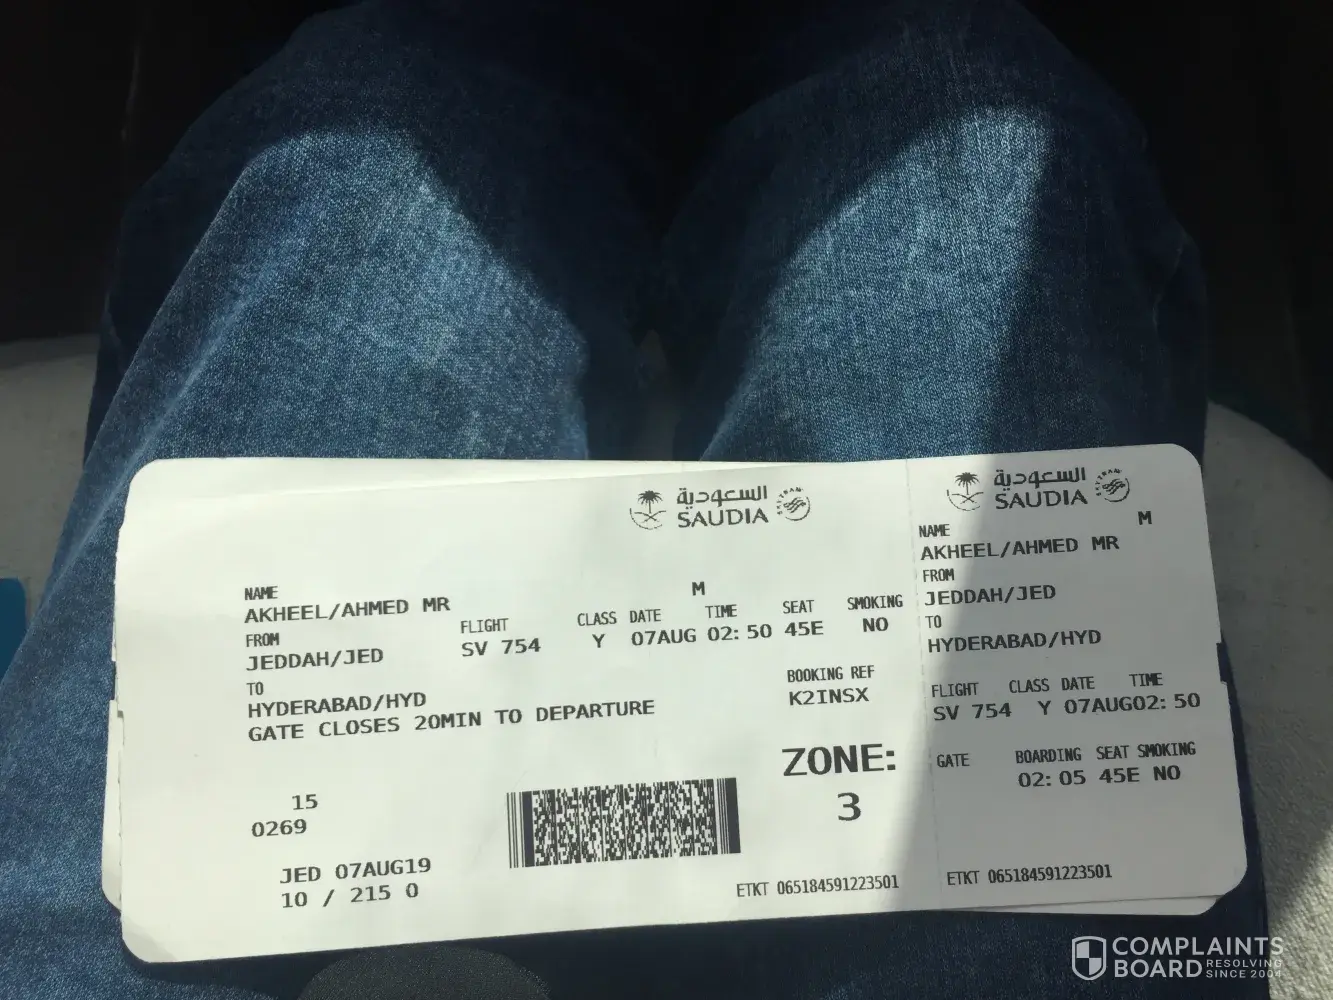 السعودية
SAUDIA
NAME
AKHEEL/AHMED MR
M
FROM
JEDDAH/JED
FLIGHT CLASS DATE TIME SEAT SMOKING
SV 754 Y 07AUG 02:50 45E NO
TO
HYDERABAD/HYD
GATE CLOSES 20MIN TO DEPARTURE
BOOKING REF
K2INSX
ZONE:
3
15
0269
JED 07AUG19
10 / 215 0
ETKT 065184591223501
السعودية
SAUDIA
M
NAME
AKHEEL/AHMED MR
FROM
JEDDAH/JED
TO
HYDERABAD/HYD
FLIGHT CLASS DATE TIME
SV 754 Y 07AUG02:50
GATE BOARDING SEAT SMOKING
02:05 45E NO
ETKT 065184591223501
COMPLAINTS
BOARD RESOLVING
SINCE 2004